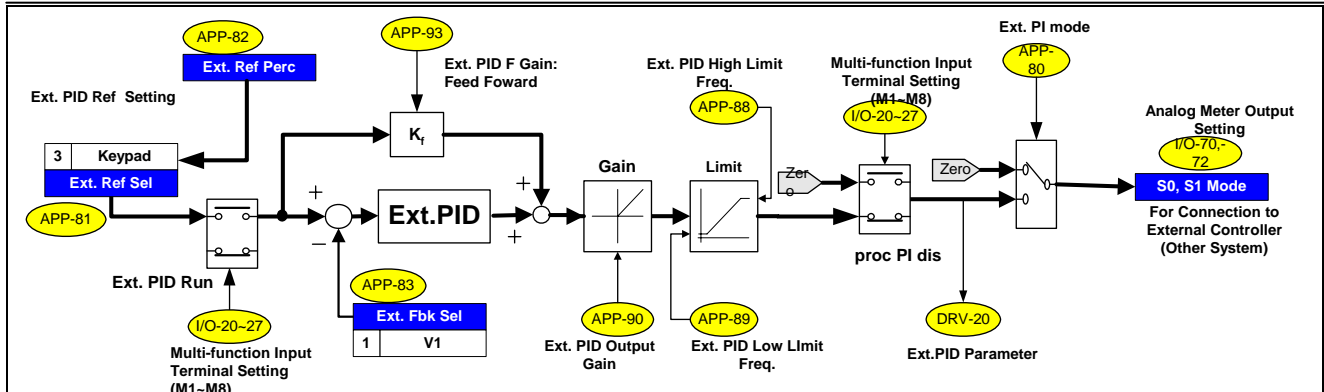 APP-82
Ext. Ref Perc
Ext. PID Ref Setting
3 Keypad
Ext. Ref Sel
APP-81
Ext. PID Run
I/O-20~27
Multi-function Input
Terminal Setting
(M1~M8)
APP-93
Ext. PID F Gain:
Feed Foward
Kf
+
−
Ext.PID
+
+
APP-83
Ext. Fbk Sel
1 V1
Gain
APP-90
Ext. PID Output
Gain
Ext. PID High Limit
Freq.
APP-88
Limit
APP-89
Ext. PID Low LImit
Freq.
Multi-function Input
Terminal Setting
(M1~M8)
I/O-20~27
Zer
o
proc PI dis
Zero
DRV-20
Ext.PID Parameter
Ext. PI mode
APP-
80
Analog Meter Output
Setting
I/O-70,-
72
S0, S1 Mode
For Connection to
External Controller
(Other System)